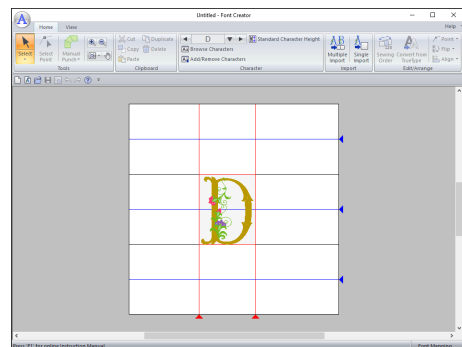 Untitled - Font Creator
Home View Help
Select
Select Point
Manual Punch
Tools
Cut Duplicate
Copy Delete
Paste
Clipboard
D Standard Character Height
Browse Characters
Add/Remove Characters
Character
Multiple Import
Single Import
Import
Sewing Order
Convert from TrueType
Point
Flip
Align
Edit/Arrange
D
Press 'F1' for online Instruction Manual. Font Mapping